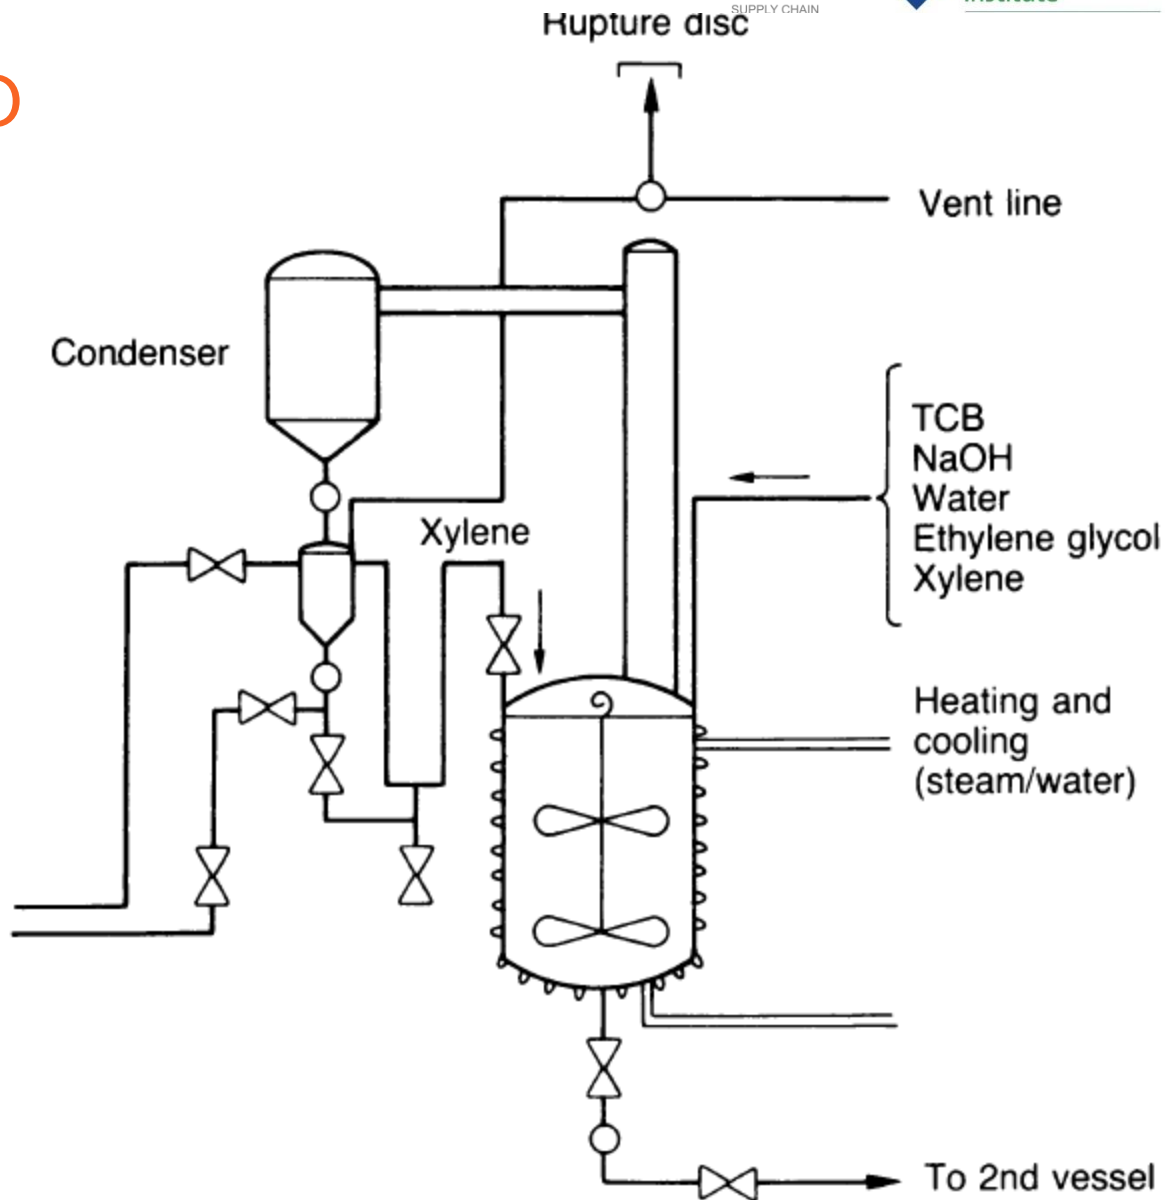 SUPPLY CHAIN
Rupture disc
Vent line
Condenser
TCB
NaOH
Water
Ethylene glycol
Xylene
Xylene
Heating and
cooling
(steam/water)
To 2nd vessel